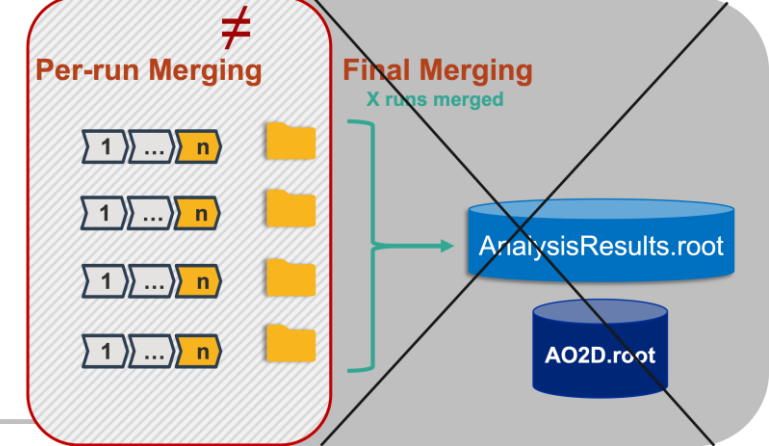 ≠
Per-run Merging
Final Merging
X runs merged
1 ... n
1 ... n
1 ... n
1 ... n
AnalysisResults.root
AO2D.root